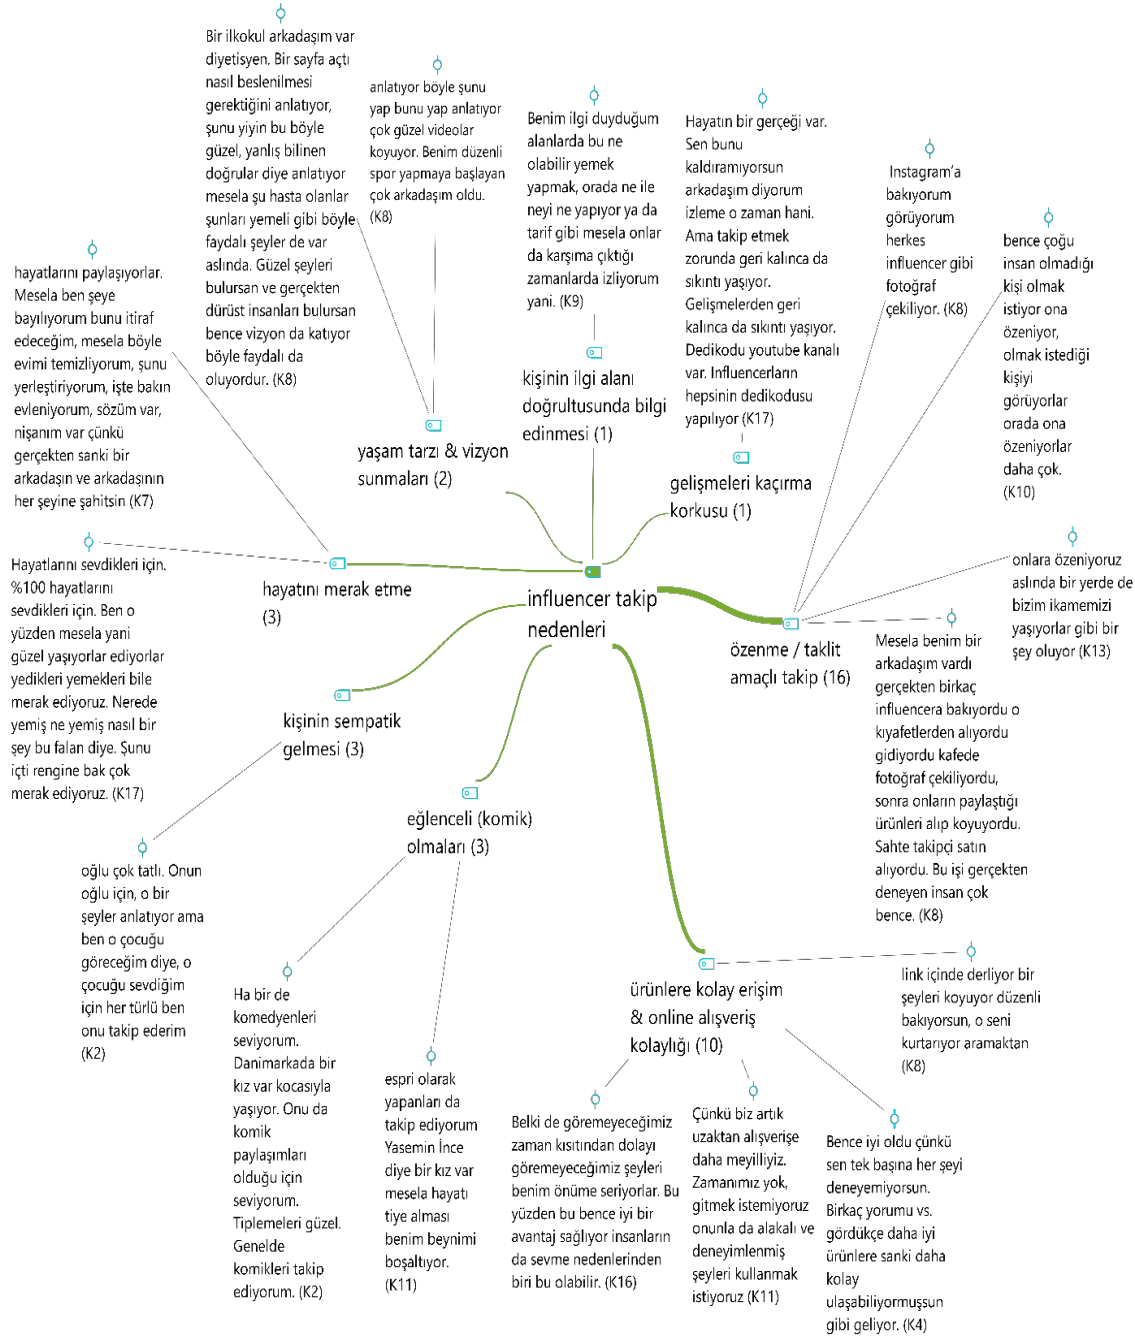 Bir ilkokul arkadaşım var
diyetisyen. Bir sayfa açtı
nasıl beslenilmesi
gerektiğini anlatıyor,
şunu yiyin bu böyle
güzel, yanlış bilinen
doğrular diye anlatıyor
mesela şu hasta olanlar
şunları yemeli gibi böyle
faydalı şeyler de var
aslında. Güzel şeyleri
bulursan ve gerçekten
dürüst insanları bulursan
bence vizyon da katıyor
böyle faydalı da
oluyordur. (K8)
anlatıyor böyle şunu
yap bunu yap anlatıyor
çok güzel videolar
koyuyor. Benim düzenli
spor yapmaya başlayan
çok arkadaşım oldu.
(K8)
Benim ilgi duyduğum
alanlarda bu ne
olabilir yemek
yapmak, orada ne ile
neyi ne yapıyor ya da
tarif gibi mesela onlar
da karşıma çıktığı
zamanlarda izliyorum
yani. (K9)
Hayatın bir gerçeği var.
Sen bunu
kaldıramıyorsun
arkadaşım diyorum
izleme o zaman hani.
Ama takip etmek
zorunda geri kalınca da
sıkıntı yaşıyor.
Gelişmelerden geri
kalınca da sıkıntı yaşıyor.
Dedikodu youtube kanalı
var. Influencerların
hepsinin dedikodusu
yapılıyor (K17)
Instagram'a
bakıyorum
görüyorum
herkes
influencer gibi
fotoğraf
çekiliyor. (K8)
bence çoğu
insan olmadığı
kişi olmak
istiyor ona
özeniyor,
olmak istediği
kişiyi
görüyorlar
orada ona
özeniyorlar
daha çok.
(K10)
hayatlarını paylaşıyorlar.
Mesela ben şeye
bayılıyorum bunu itiraf
edeceğim, mesela böyle
evimi temizliyorum, şunu
yerleştiriyorum, işte bakın
evleniyorum, sözüm var,
nişanım var çünkü
gerçekten sanki bir
arkadaşın ve arkadaşının
her şeyine şahitsin (K7)
yaşam tarzı & vizyon
sunmaları (2)
kişinin ilgi alanı
doğrultusunda bilgi
edinmesi (1)
gelişmeleri kaçırma
korkusu (1)
Hayatlarını sevdikleri için.
%100 hayatlarını
sevdikleri için. Ben o
yüzden mesela yani
güzel yaşıyorlar ediyorlar
yedikleri yemekleri bile
merak ediyoruz. Nerede
yemiş ne yemiş nasıl bir
şey bu falan diye. Şunu
içti rengine bak çok
merak ediyoruz. (K17)
hayatını merak etme
(3)
influencer takip
nedenleri
özenme / taklit
amaçlı takip (16)
onlara özeniyoruz
aslında bir yerde de
bizim ikamemizi
yaşıyorlar gibi bir
şey oluyor (K13)
Mesela benim bir
arkadaşım vardı
gerçekten birkaç
influencera bakıyordu o
kıyafetlerden alıyordu
gidiyordu kafede
fotoğraf çekiliyordu,
sonra onların paylaştığı
ürünleri alıp koyuyordu.
Sahte takipçi satın
alıyordu. Bu işi gerçekten
deneyen insan çok
bence. (K8)
kişinin sempatik
gelmesi (3)
oğlu çok tatlı. Onun
oğlu için, o bir
şeyler anlatıyor ama
ben o çocuğu
göreceğim diye, o
çocuğu sevdiğim
için her türlü ben
onu takip ederim
(K2)
eğlenceli (komik)
olmaları (3)
Ha bir de
komedyenleri
seviyorum.
Danimarkada bir
kız var kocasıyla
yaşıyor. Onu da
komik
paylaşımları
olduğu için
seviyorum.
Tiplemeleri güzel.
Genelde
komikleri takip
ediyorum. (K2)
espri olarak
yapanları da
takip ediyorum
Yasemin İnce
diye bir kız var
mesela hayatı
tiye alması
benim beynimi
boşaltıyor.
(K11)
ürünlere kolay erişim
& online alışveriş
kolaylığı (10)
link içinde derliyor bir
şeyleri koyuyor düzenli
bakıyorsun, o seni
kurtarıyor aramaktan
(K8)
Belki de göremeyeceğimiz
zaman kısıtından dolayı
göremeyeceğimiz şeyleri
benim önüme seriyorlar. Bu
yüzden bu bence iyi bir
avantaj sağlıyor insanların
da sevme nedenlerinden
biri bu olabilir. (K16)
Çünkü biz artık
uzaktan alışverişe
daha meyilliyiz.
Zamanımız yok,
gitmek istemiyoruz
onunla da alakalı ve
deneyimlenmiş
şeyleri kullanmak
istiyoruz (K11)
Bence iyi oldu çünkü
sen tek başına her şeyi
deneyemiyorsun.
Birkaç yorumu vs.
gördükçe daha iyi
ürünlere sanki daha
kolay
ulaşabiliyormuşsun
gibi geliyor. (K4)